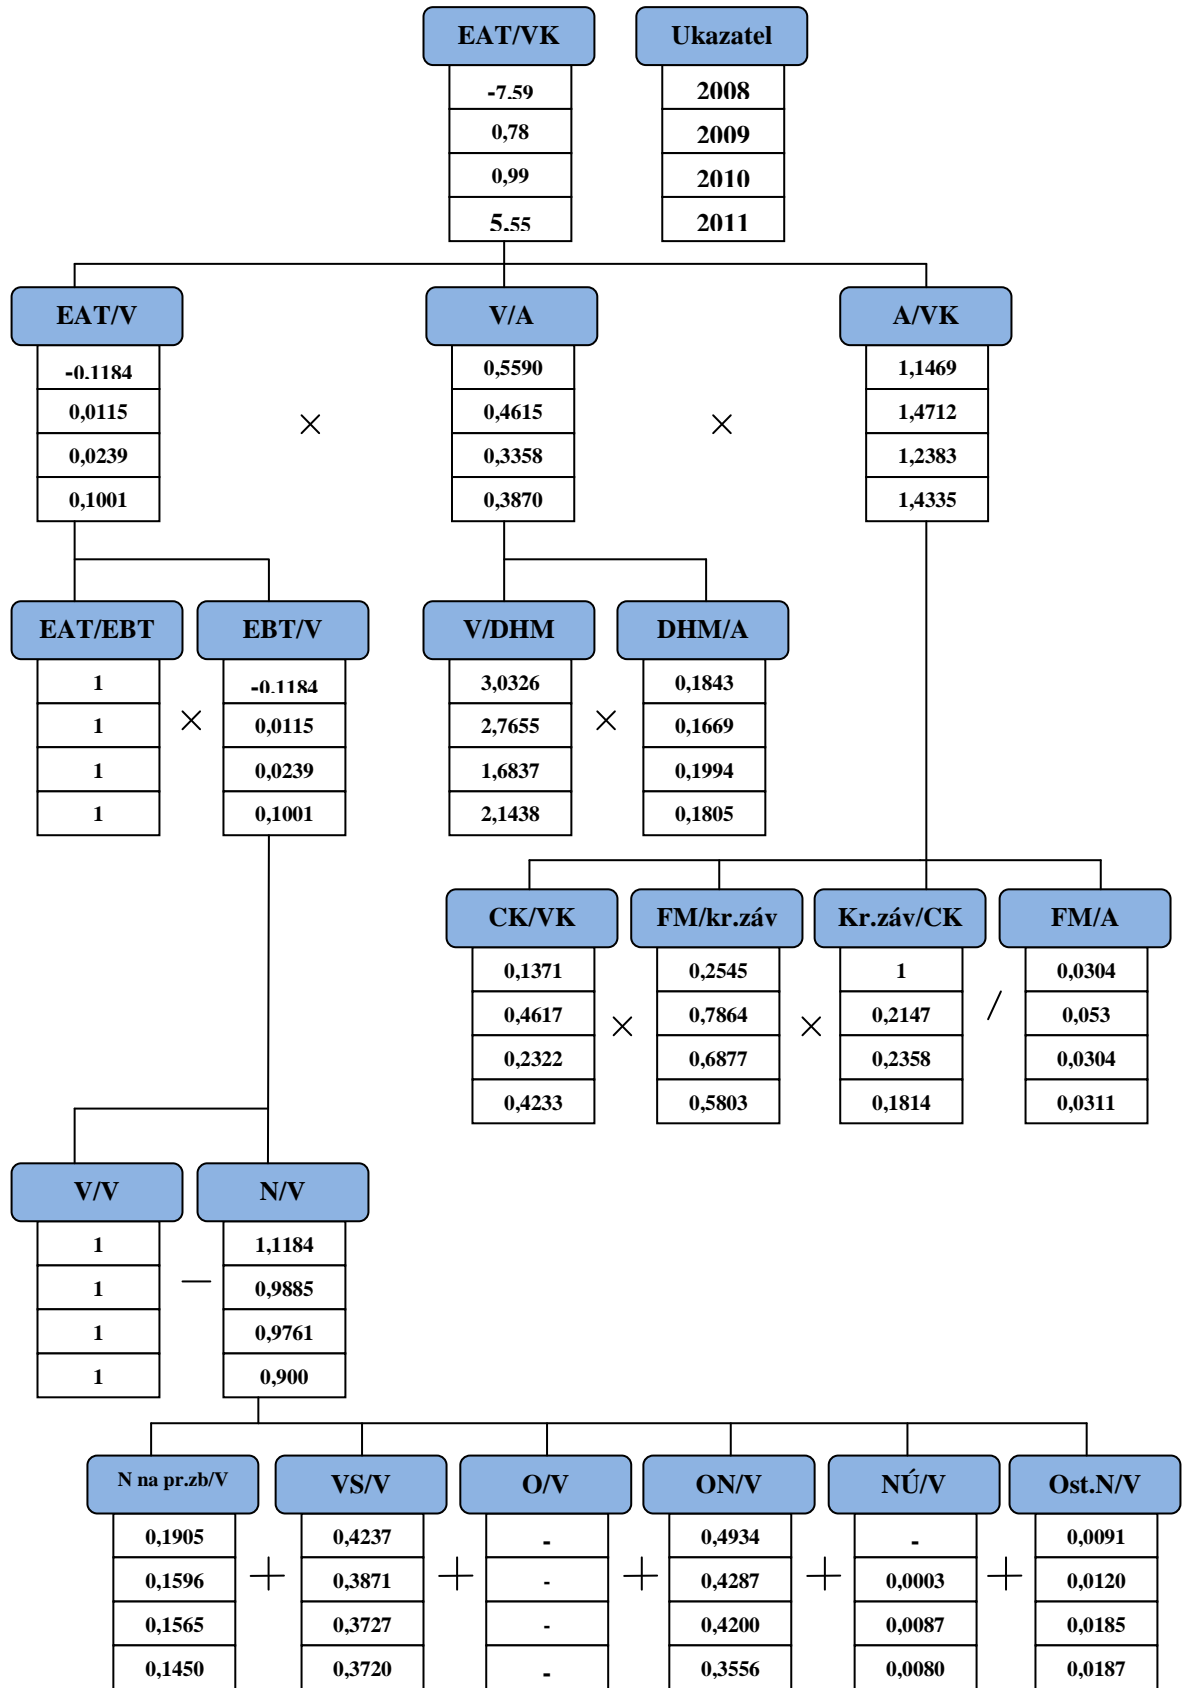 EAT/VK Ukazatel
-7,59 2008
0,78 2009
0,99 2010
5,55 2011
EAT/V V/A A/VK
-0,1184 0,5590 1,1469
0,0115 0,4615 1,4712
× ×
0,0239 0,3358 1,2383
0,1001 0,3870 1,4335
EAT/EBT EBT/V V/DHM DHM/A
1 -0,1184 3,0326 0,1843
1 × 0,0115 2,7655 × 0,1669
1 0,0239 1,6837 0,1994
1 0,1001 2,1438 0,1805
CK/VK FM/kr.záv Kr.záv/CK FM/A
0,1371 0,2545 1 0,0304
0,4617 × 0,7864 × 0,2147 / 0,053
0,2322 0,6877 0,2358 0,0304
0,4233 0,5803 0,1814 0,0311
V/V N/V
1 1,1184
1 – 0,9885
1 0,9761
1 0,900
N na pr.zb/V VS/V O/V ON/V NÚ/V Ost.N/V
0,1905 0,4237 - 0,4934 - 0,0091
0,1596 + 0,3871 + - + 0,4287 + 0,0003 + 0,0120
0,1565 0,3727 - 0,4200 0,0087 0,0185
0,1450 0,3720 - 0,3556 0,0080 0,0187